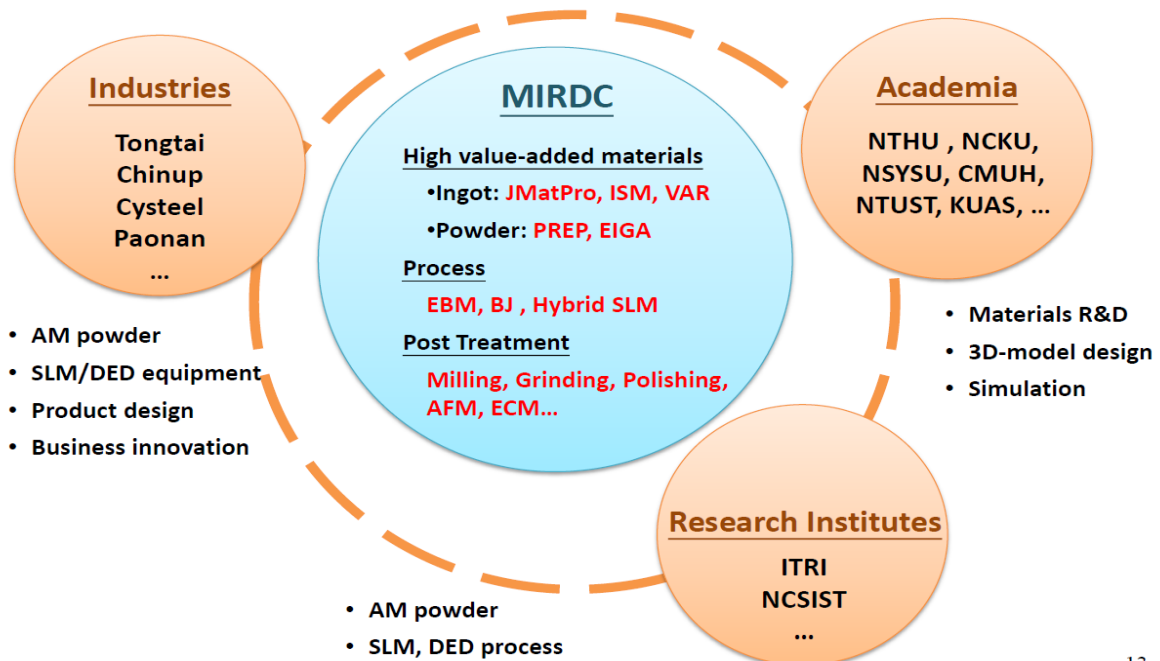 Industries
Tongtai
Chinup
Cysteel
Paonan
...
• AM powder
• SLM/DED equipment
• Product design
• Business innovation
MIRDC
High value-added materials
•Ingot: JMatPro, ISM, VAR
•Powder: PREP, EIGA
Process
EBM, BJ , Hybrid SLM
Post Treatment
Milling, Grinding, Polishing,
AFM, ECM...
Academia
NTHU , NCKU,
NSYSU, CMUH,
NTUST, KUAS, ...
• Materials R&D
• 3D-model design
• Simulation
Research Institutes
ITRI
NCSIST
...
• AM powder
• SLM, DED process